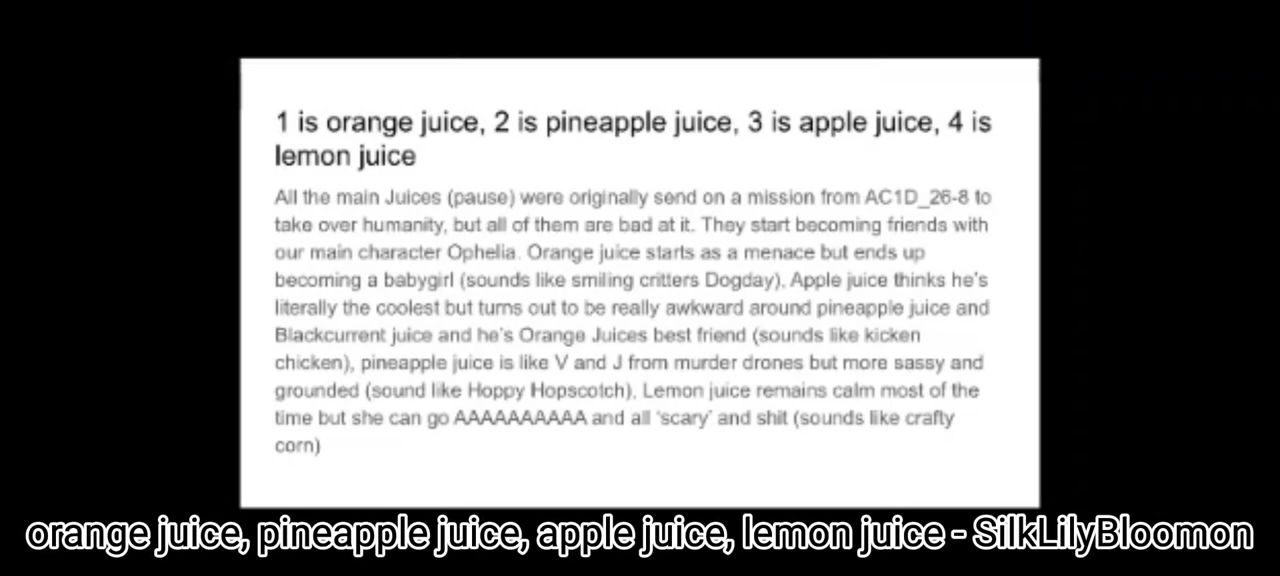 1 is orange juice, 2 is pineapple juice, 3 is apple juice, 4 is
lemon juice
All the main Juices (pause) were originally send on a mission from AC1D_26-8 to
take over humanity, but all of them are bad at it. They start becoming friends with
our main character Ophelia. Orange juice starts as a menace but ends up
becoming a babygirl (sounds like smiling critters Dogday). Apple juice thinks he's
literally the coolest but turns out to be really awkward around pineapple juice and
Blackcurrent juice and he's Orange Juices best friend (sounds like kicken
chicken), pineapple juice is like V and J from murder drones but more sassy and
grounded (sound like Hoppy Hopscotch). Lemon juice remains calm most of the
time but she can go AAAAAAAAAA and all 'scary' and shit (sounds like crafty
corn)
orange juice, pineapple juice, apple juice, lemon juice - SilkLilyBloomon